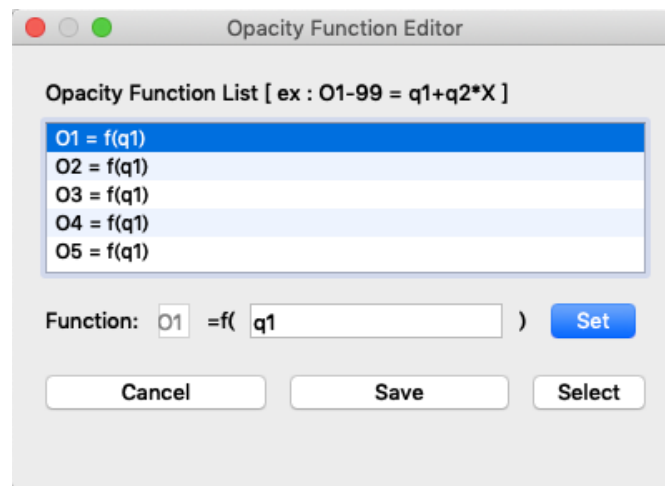 Opacity Function Editor
Opacity Function List [ ex : O1-99 = q1+q2*X ]
O1 = f(q1)
O2 = f(q1)
O3 = f(q1)
O4 = f(q1)
O5 = f(q1)
Function: O1 =f( q1 ) Set
Cancel Save Select